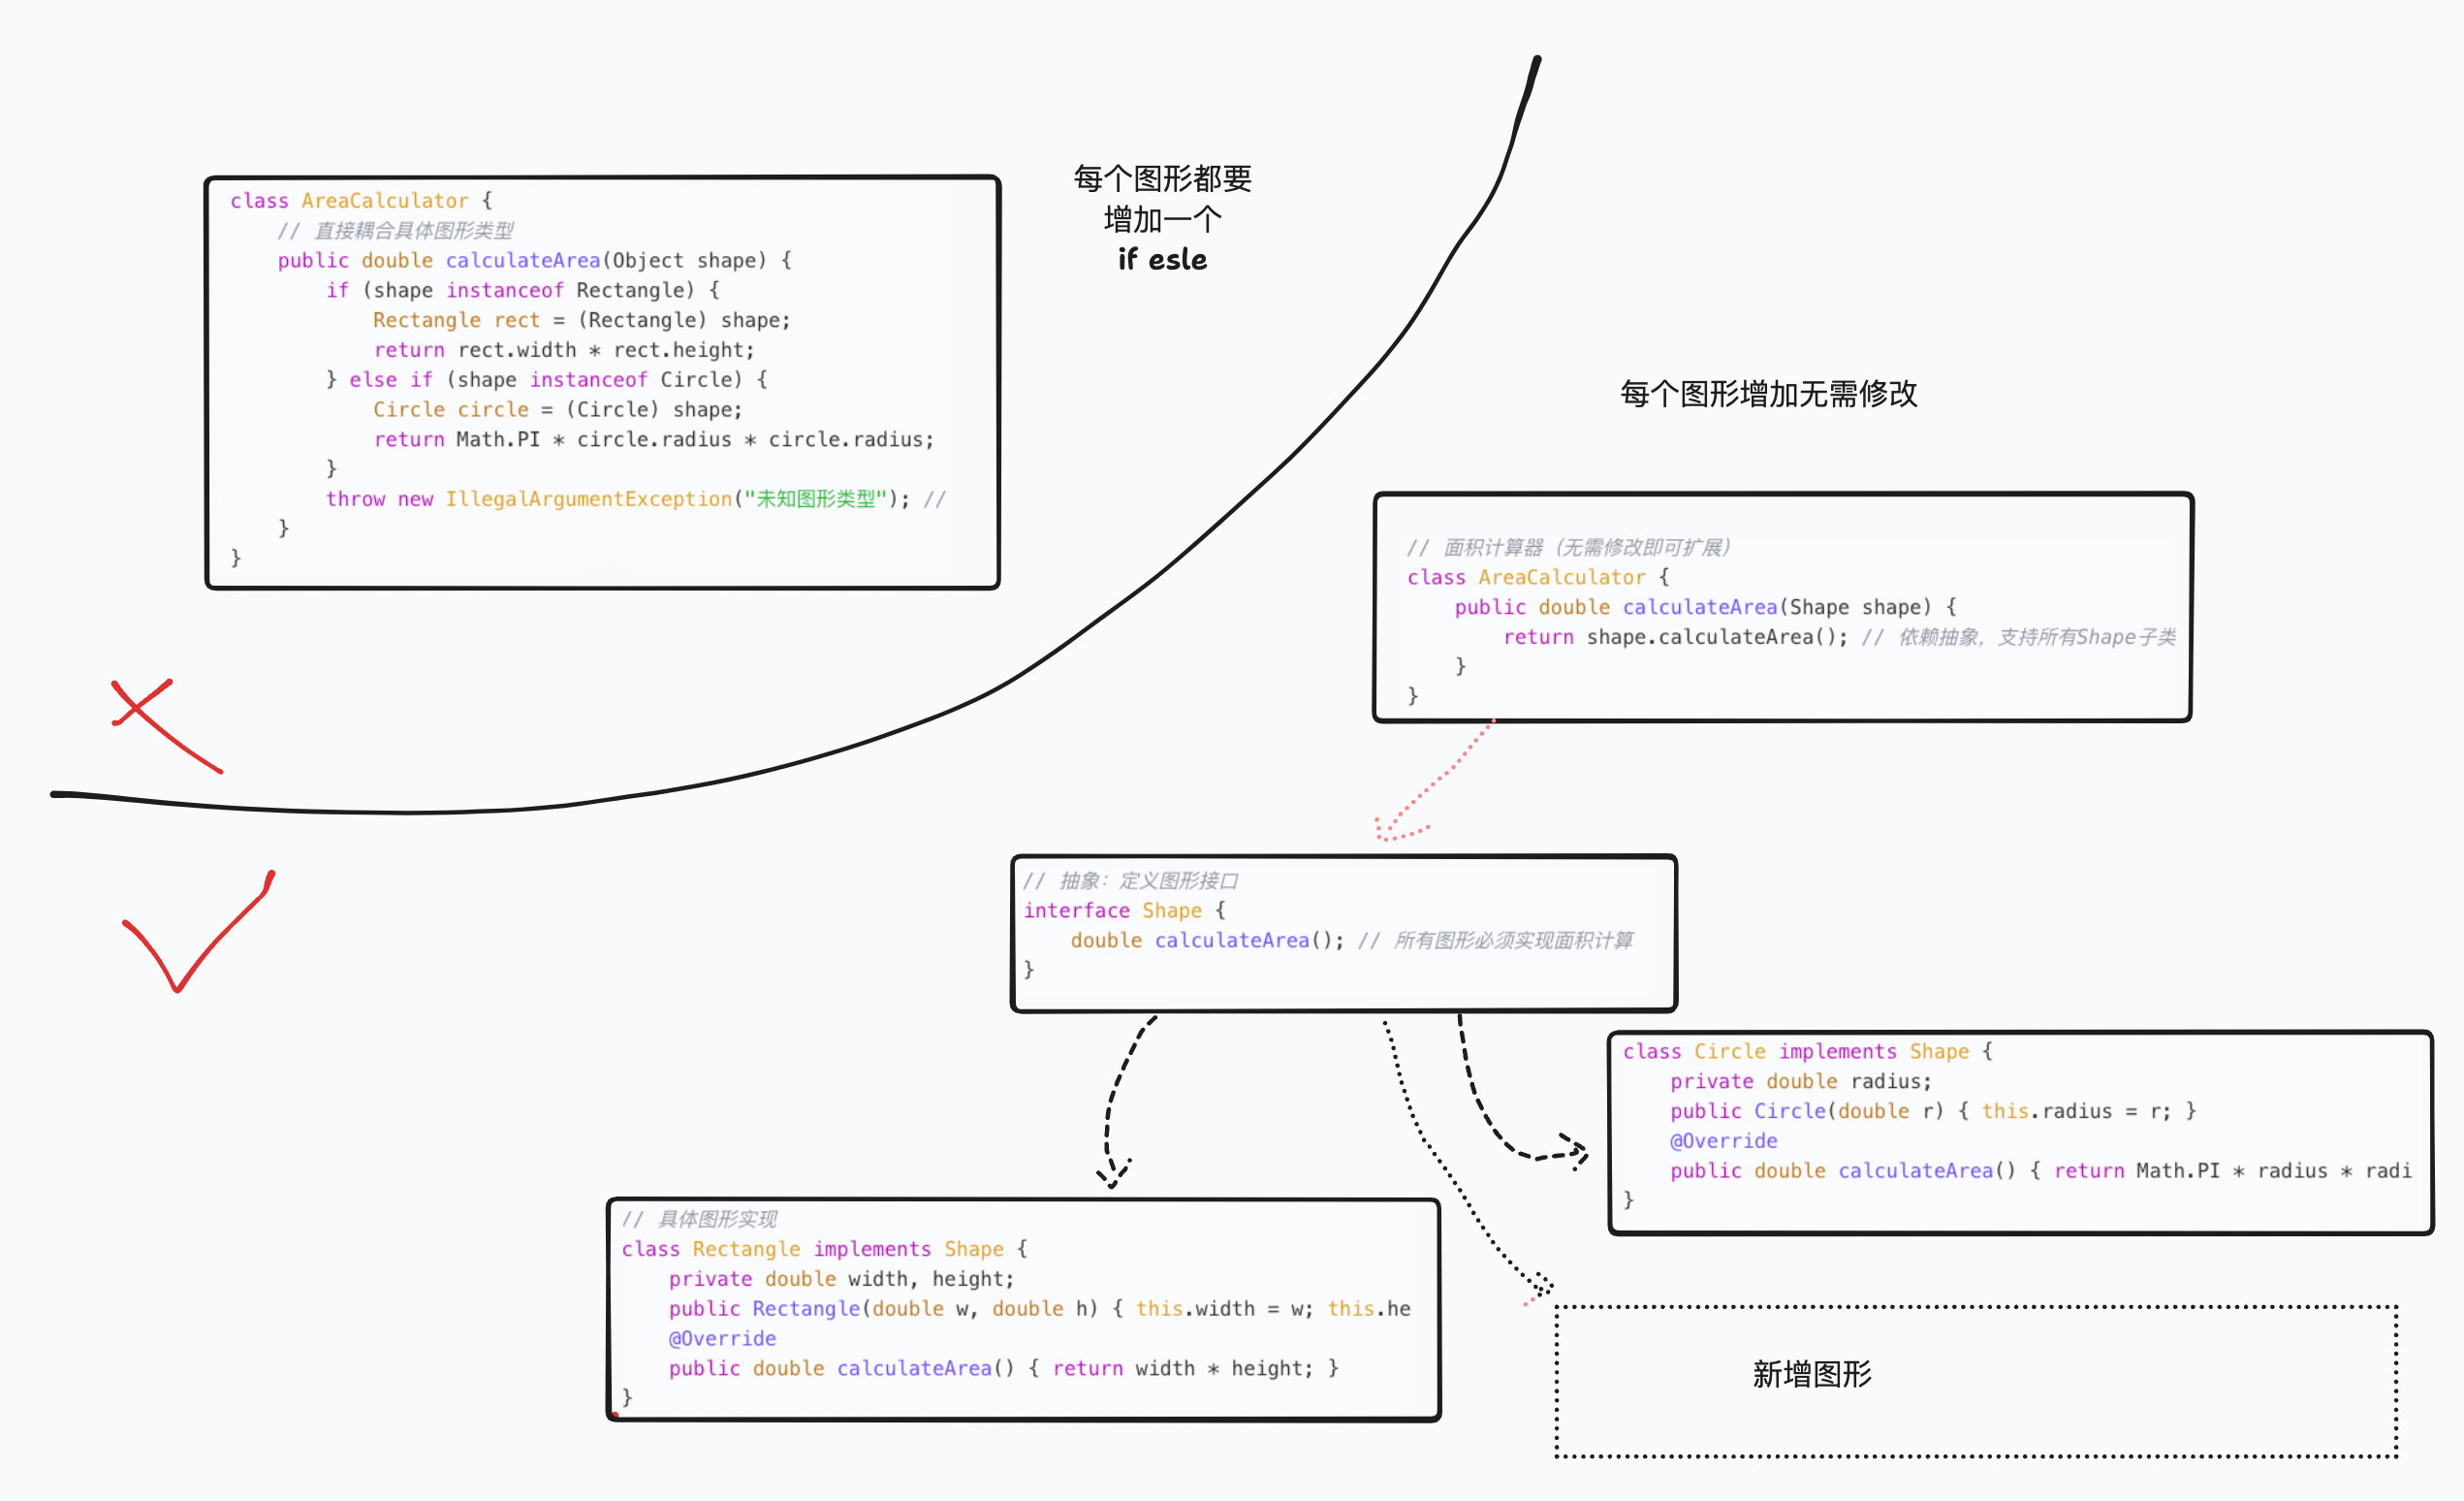 class AreaCalculator {
    // 直接耦合具体图形类型
    public double calculateArea(Object shape) {
        if (shape instanceof Rectangle) {
            Rectangle rect = (Rectangle) shape;
            return rect.width * rect.height;
        } else if (shape instanceof Circle) {
            Circle circle = (Circle) shape;
            return Math.PI * circle.radius * circle.radius;
        }
        throw new IllegalArgumentException("未知图形类型"); //
    }
}
每个图形都要
增加一个
if esle
每个图形增加无需修改
// 面积计算器（无需修改即可扩展）
class AreaCalculator {
    public double calculateArea(Shape shape) {
        return shape.calculateArea(); // 依赖抽象，支持所有Shape子类
    }
}
// 抽象：定义图形接口
interface Shape {
    double calculateArea(); // 所有图形必须实现面积计算
}
class Circle implements Shape {
    private double radius;
    public Circle(double r) { this.radius = r; }
    @Override
    public double calculateArea() { return Math.PI * radius * radi
}
// 具体图形实现
class Rectangle implements Shape {
    private double width, height;
    public Rectangle(double w, double h) { this.width = w; this.he
    @Override
    public double calculateArea() { return width * height; }
}
新增图形